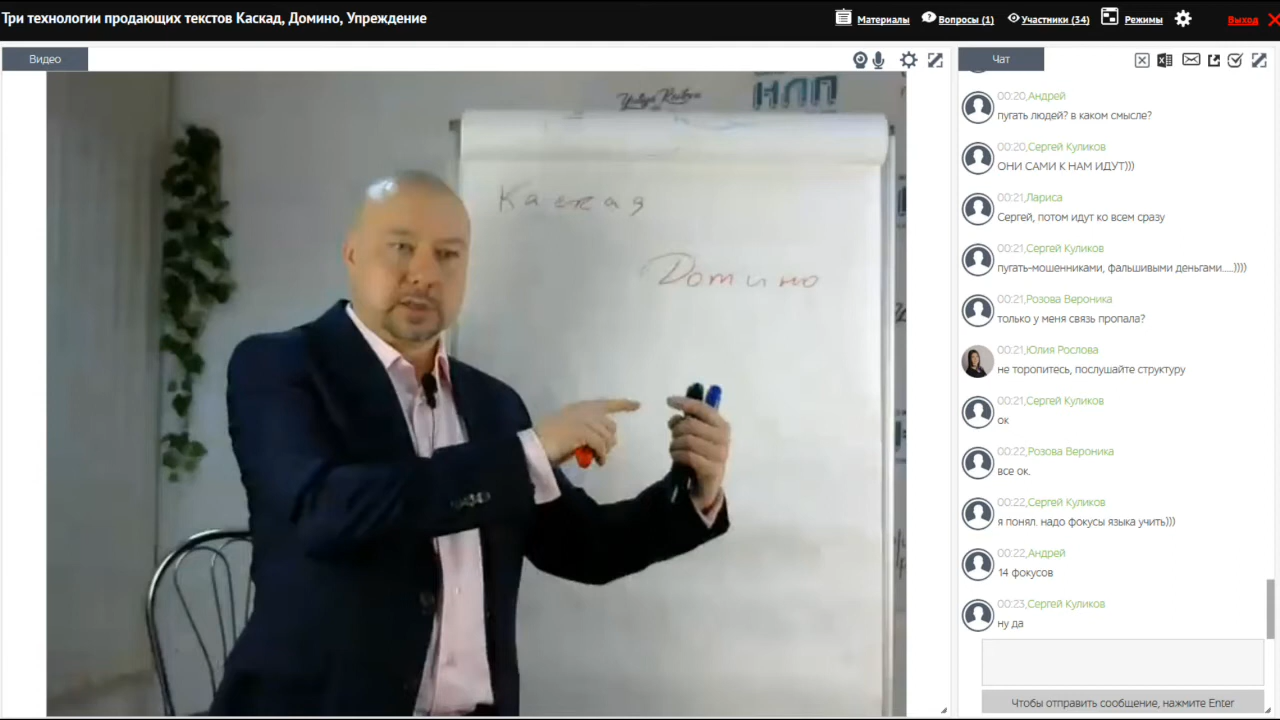 Три технологии продающих текстов Каскад, Домино, Упреждение
Материалы
Вопросы (1)
Участники (34)
Режимы
Выход
Видео
Чат
НЛП
Каскад
Домино
00:20,Андрей
пугать людей? в каком смысле?
00:20,Сергей Куликов
ОНИ САМИ К НАМ ИДУТ)))
00:21,Лариса
Сергей, потом идут ко всем сразу
00:21,Сергей Куликов
пугать-мошенниками, фальшивыми деньгами.....))))
00:21,Розова Вероника
только у меня связь пропала?
00:21,Юлия Рослова
не торопитесь, послушайте структуру
00:21,Сергей Куликов
ок
00:22,Розова Вероника
все ок.
00:22,Сергей Куликов
я понял. надо фокусы языка учить)))
00:22,Андрей
14 фокусов
00:23,Сергей Куликов
ну да
Чтобы отправить сообщение, нажмите Enter